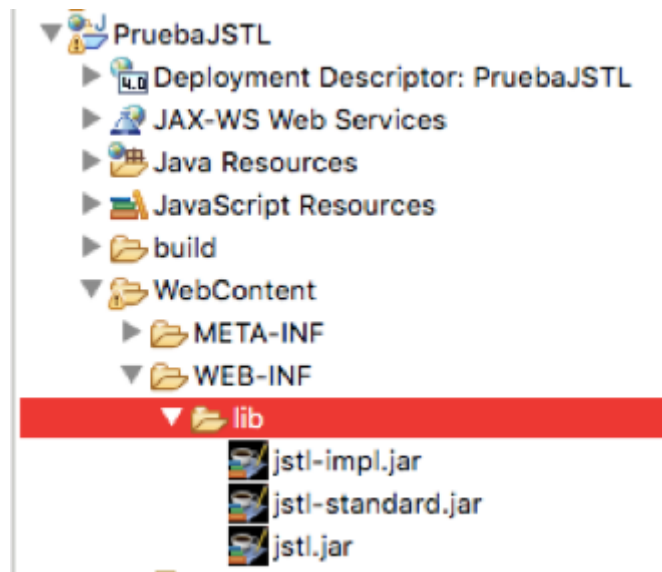 PruebaJSTL
Deployment Descriptor: PruebaJSTL
JAX-WS Web Services
Java Resources
JavaScript Resources
build
WebContent
META-INF
WEB-INF
lib
jstl-impl.jar
jstl-standard.jar
jstl.jar